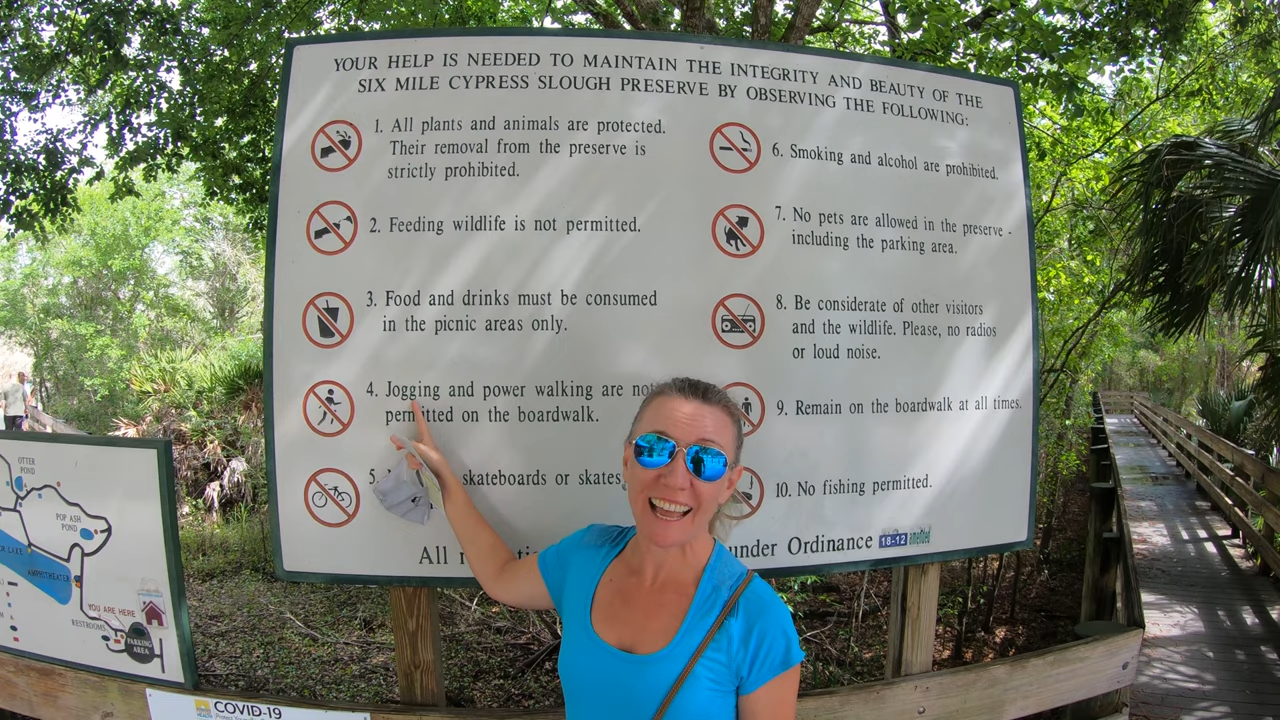 YOUR HELP IS NEEDED TO MAINTAIN THE INTEGRITY AND BEAUTY OF THE
SIX MILE CYPRESS SLOUGH PRESERVE BY OBSERVING THE FOLLOWING:
1. All plants and animals are protected.
Their removal from the preserve is
strictly prohibited.
2. Feeding wildlife is not permitted.
3. Food and drinks must be consumed
in the picnic areas only.
4. Jogging and power walking are not
permitted on the boardwalk.
5. skateboards or skates
6. Smoking and alcohol are prohibited.
7. No pets are allowed in the preserve -
including the parking area.
8. Be considerate of other visitors
and the wildlife. Please, no radios
or loud noise.
9. Remain on the boardwalk at all times.
10. No fishing permitted.
All under Ordinance 18-12 amended
OTTER
POND
POP ASH
POND
LAKE
AMPHITHEATER
YOU ARE HERE
RESTROOMS
PARKING
AREA
COVID-19